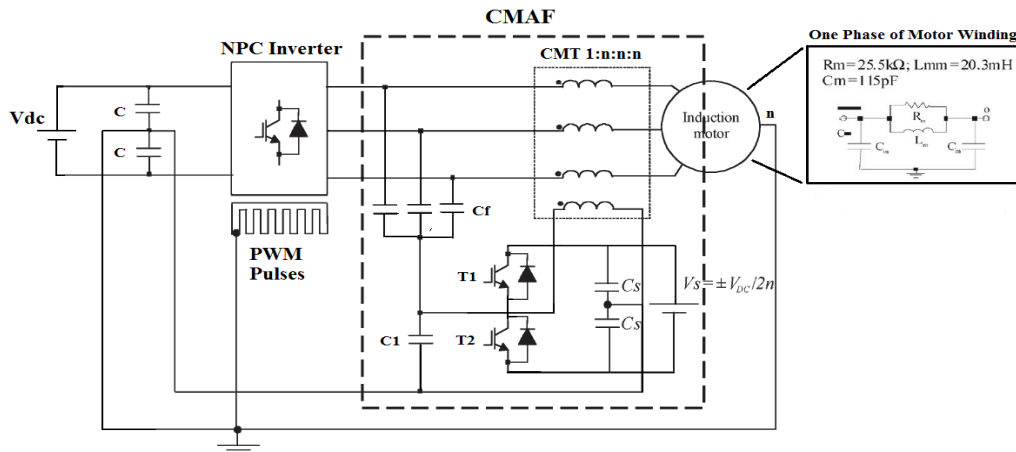 CMAF
One Phase of Motor Winding
NPC Inverter
CMT 1:n:n:n
Rm=25.5kΩ; Lmm=20.3mH
Cm=115pF
Vdc
C
C
Induction
motor
n
Rm
Lm
C
Cm
Cm
Cf
PWM
Pulses
T1
Cs
Vs=±VDC/2n
C1
T2
Cs